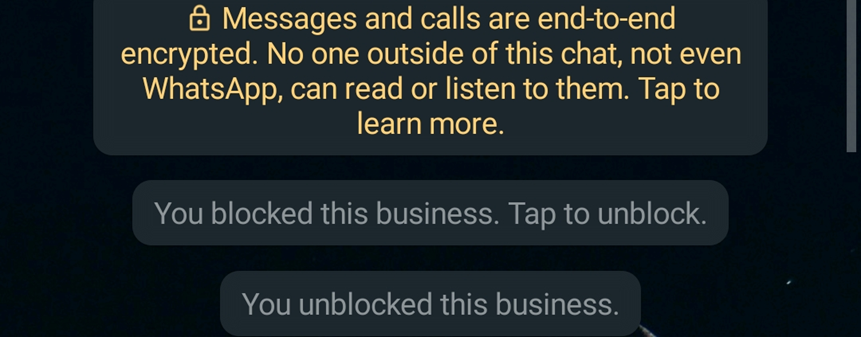 Messages and calls are end-to-end
encrypted. No one outside of this chat, not even
WhatsApp, can read or listen to them. Tap to
learn more.
You blocked this business. Tap to unblock.
You unblocked this business.